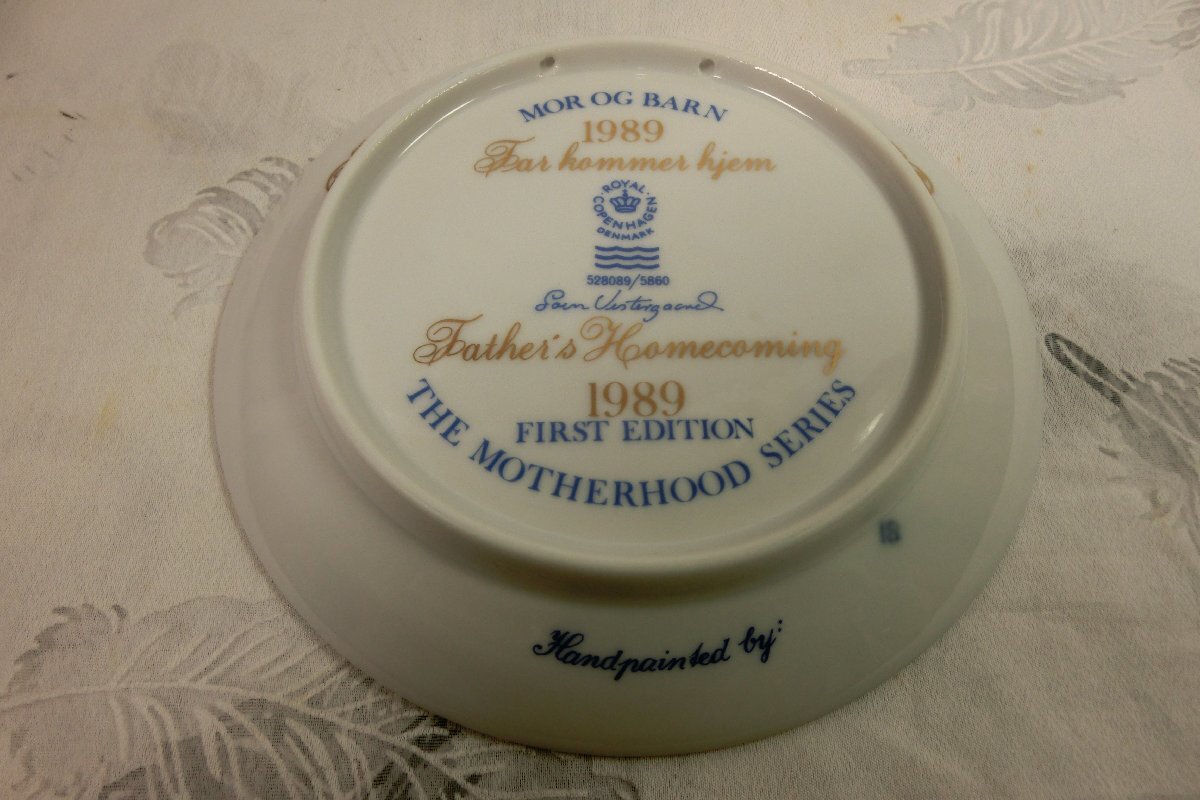 MOR OG BARN
1989
Far kommer hjem
ROYAL
COPENHAGEN
DENMARK
528089/5860
Father's Homecoming
1989
FIRST EDITION
THE MOTHERHOOD SERIES
Handpainted by: